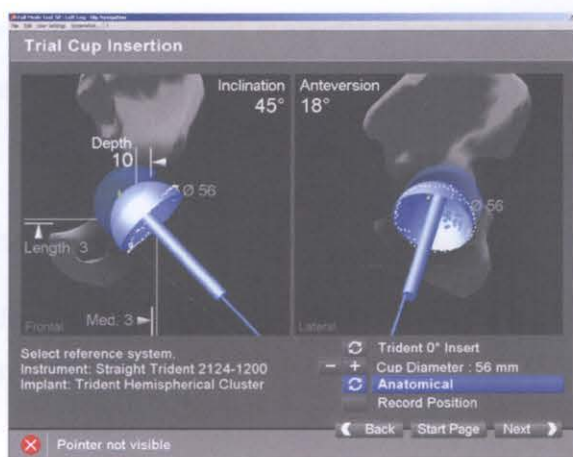 Trial Cup Insertion
Inclination
45°
Anteversion
18°
Depth
10
Ø 56
Ø 56
Length. 3
Med. 3
Frontal
Lateral
Select reference system,
Instrument: Straight Trident 2124-1200
Implant: Trident Hemispherical Cluster
Trident 0° Insert
Cup Diameter : 56 mm
Anatomical
Record Position
Back
Start Page
Next
Pointer not visible